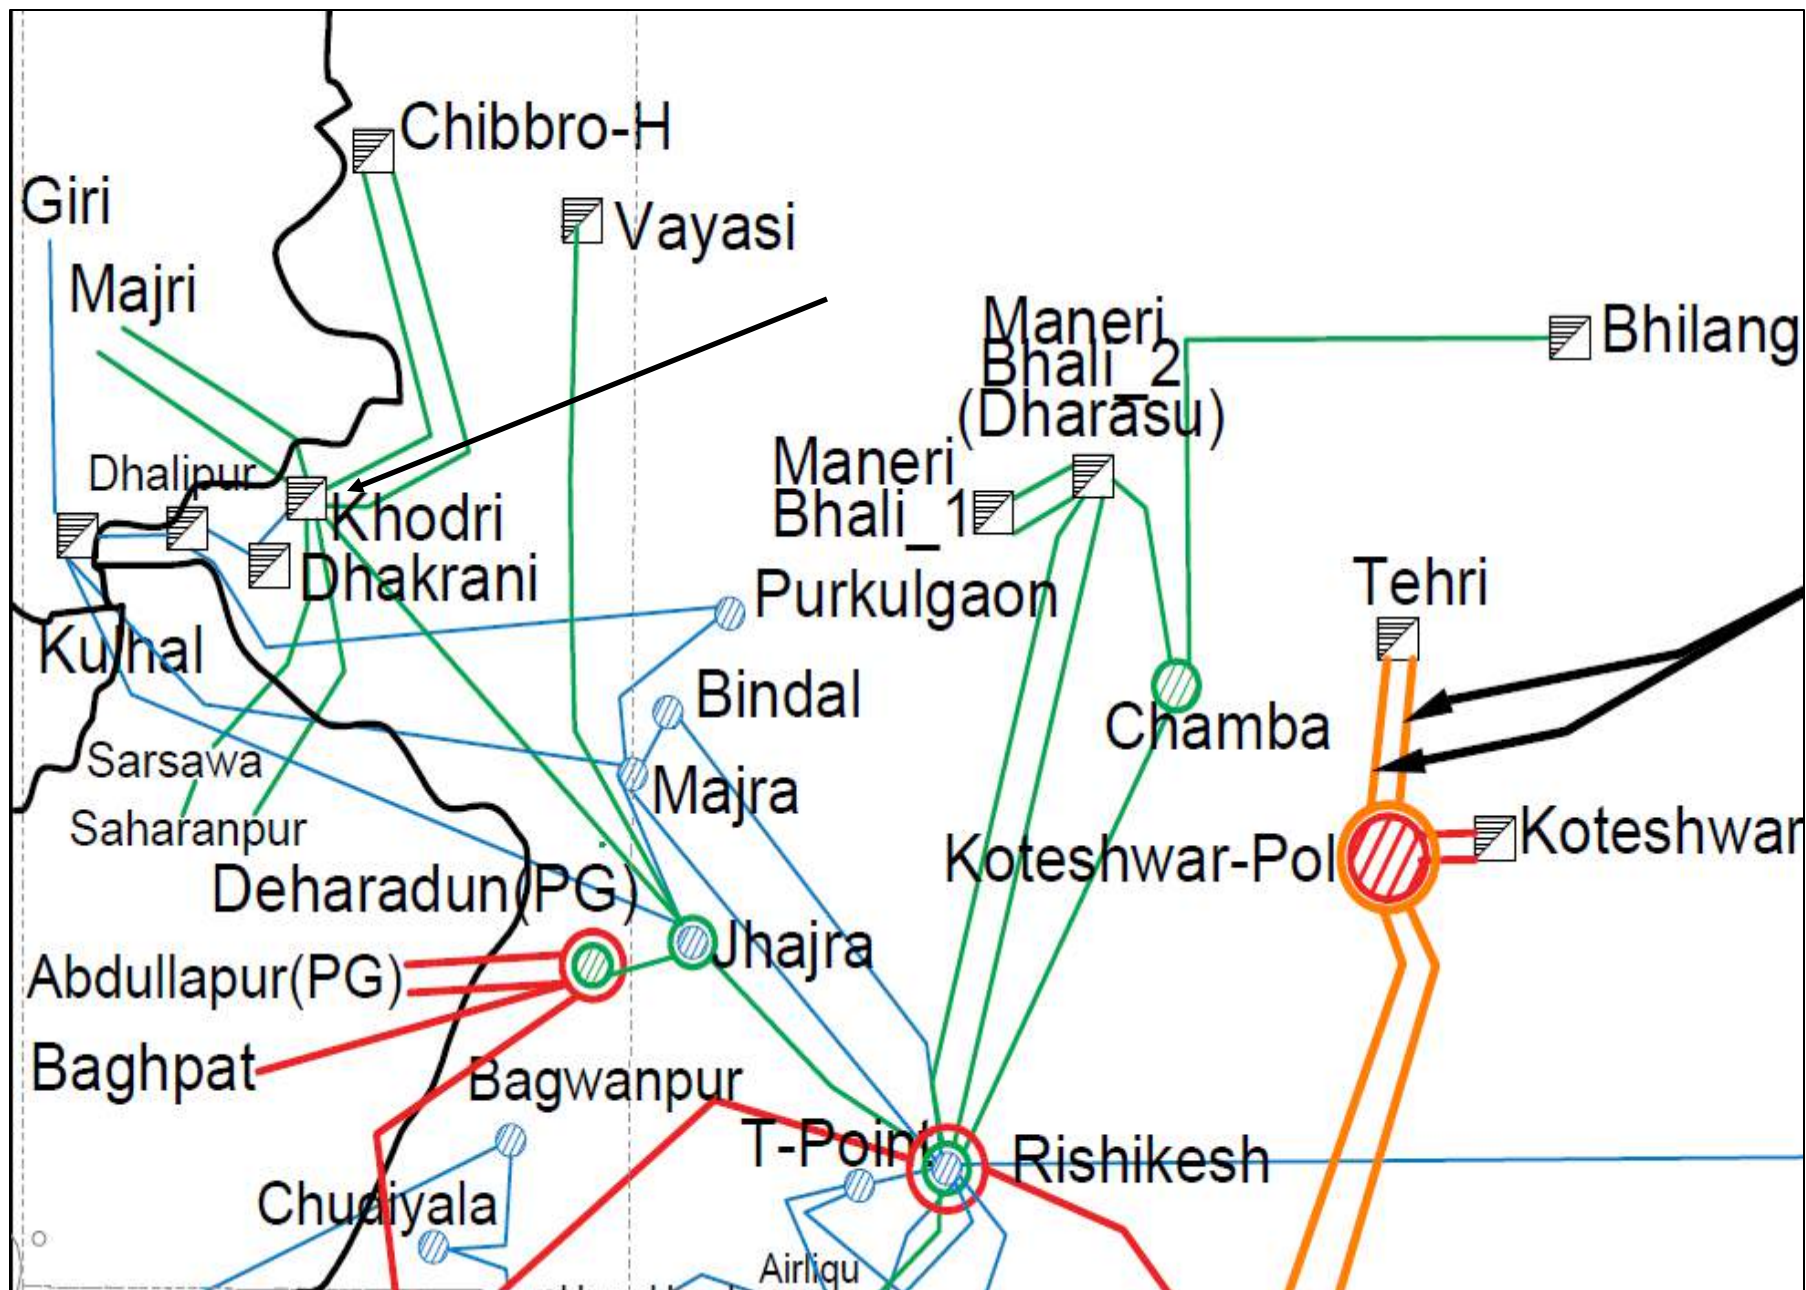 Chibbro-H
Giri
Vayasi
Majri
Maneri
Bhali_2
(Dharasu)
Bhilang
Dhalipur
Maneri
Bhali_1
Khodri
Dhakrani
Purkulgaon
Tehri
Kulhal
Bindal
Chamba
Sarsawa
Majra
Saharanpur
Koteshwar-Pol
Koteshwar
Deharadun(PG)
Jhajra
Abdullapur(PG)
Baghpat
Bagwanpur
T-Point
Rishikesh
Chudiyala
Airliqu